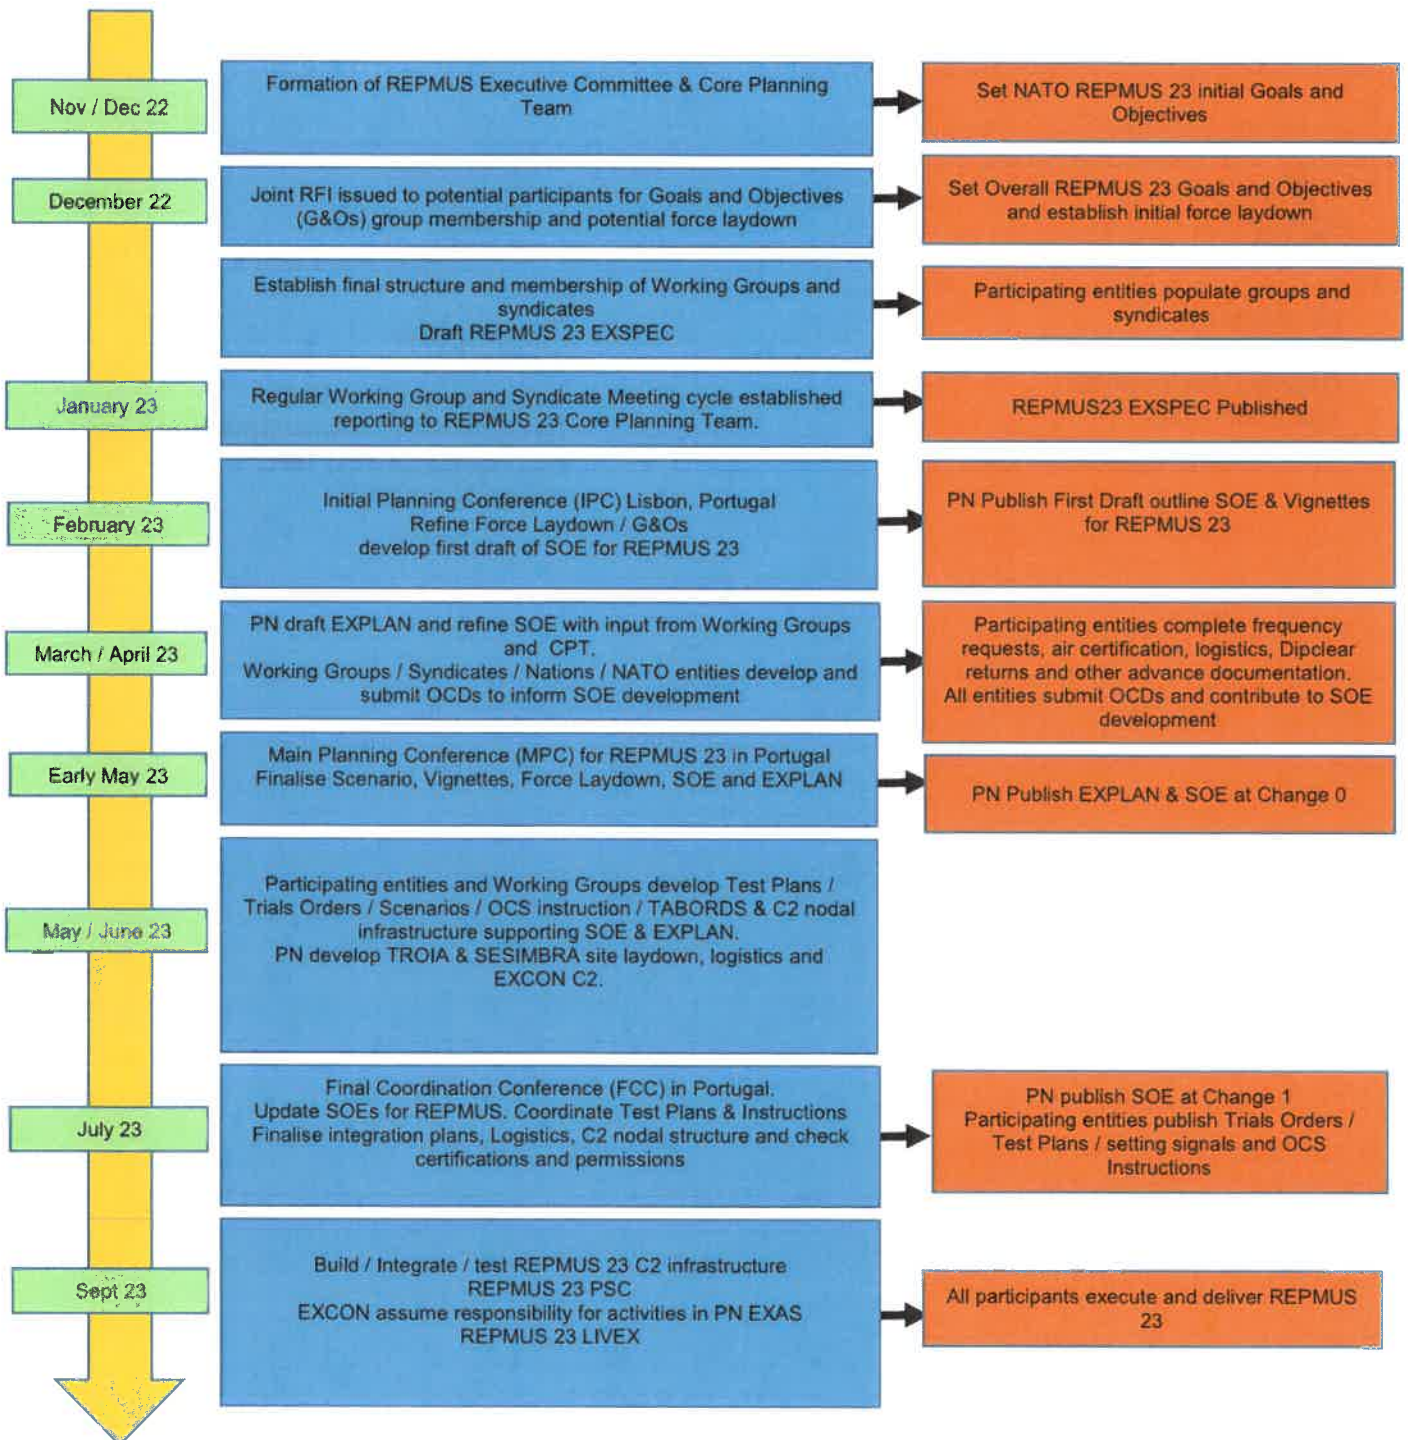 Nov / Dec 22
Formation of REPMUS Executive Committee & Core Planning
Team
Set NATO REPMUS 23 initial Goals and
Objectives
December 22
Joint RFI issued to potential participants for Goals and Objectives
(G&Os) group membership and potential force laydown
Set Overall REPMUS 23 Goals and Objectives
and establish initial force laydown
Establish final structure and membership of Working Groups and
syndicates
Draft REPMUS 23 EXSPEC
Participating entities populate groups and
syndicates
January 23
Regular Working Group and Syndicate Meeting cycle established
reporting to REPMUS 23 Core Planning Team.
REPMUS23 EXSPEC Published
February 23
Initial Planning Conference (IPC) Lisbon, Portugal
Refine Force Laydown / G&Os
develop first draft of SOE for REPMUS 23
PN Publish First Draft outline SOE & Vignettes
for REPMUS 23
March / April 23
PN draft EXPLAN and refine SOE with input from Working Groups
and CPT.
Working Groups / Syndicates / Nations / NATO entities develop and
submit OCDs to inform SOE development
Participating entities complete frequency
requests, air certification, logistics, Dipclear
returns and other advance documentation.
All entities submit OCDs and contribute to SOE
development
Early May 23
Main Planning Conference (MPC) for REPMUS 23 in Portugal
Finalise Scenario, Vignettes, Force Laydown, SOE and EXPLAN
PN Publish EXPLAN & SOE at Change 0
May / June 23
Participating entities and Working Groups develop Test Plans /
Trials Orders / Scenarios / OCS instruction / TABORDS & C2 nodal
infrastructure supporting SOE & EXPLAN.
PN develop TROIA & SESIMBRA site laydown, logistics and
EXCON C2.
July 23
Final Coordination Conference (FCC) in Portugal.
Update SOEs for REPMUS. Coordinate Test Plans & Instructions
Finalise integration plans, Logistics, C2 nodal structure and check
certifications and permissions
PN publish SOE at Change 1
Participating entities publish Trials Orders /
Test Plans / setting signals and OCS
Instructions
Sept 23
Build / Integrate / test REPMUS 23 C2 infrastructure
REPMUS 23 PSC
EXCON assume responsibility for activities in PN EXAS
REPMUS 23 LIVEX
All participants execute and deliver REPMUS
23